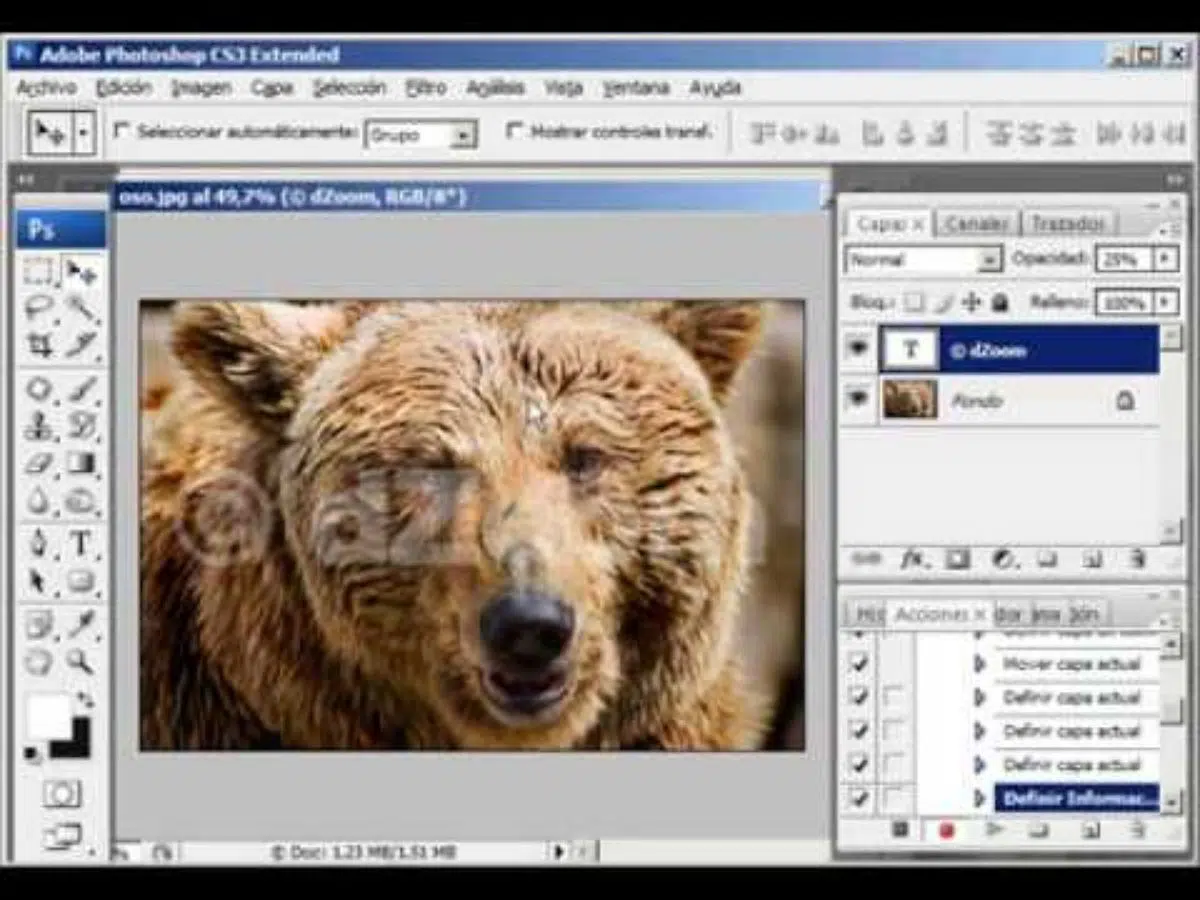 Adobe Photoshop CS3 Extended
Archivo Edición Imagen Capa Selección Filtro Análisis Vista Ventana Ayuda
Seleccionar automáticamente: Grupo Mostrar controles transf.
oso.jpg al 49,7% (© dZoom, RGB/8*)
Ps
Capas Canales Trazados
Normal Opacidad: 25%
Bloq.: Relleno: 100%
T © dZoom
Fondo
© dZ
Acciones
Mover capa actual
Definir capa actual
Definir capa actual
Definir capa actual
Definir Informac...
Doc: 1,23 MB/1,51 MB